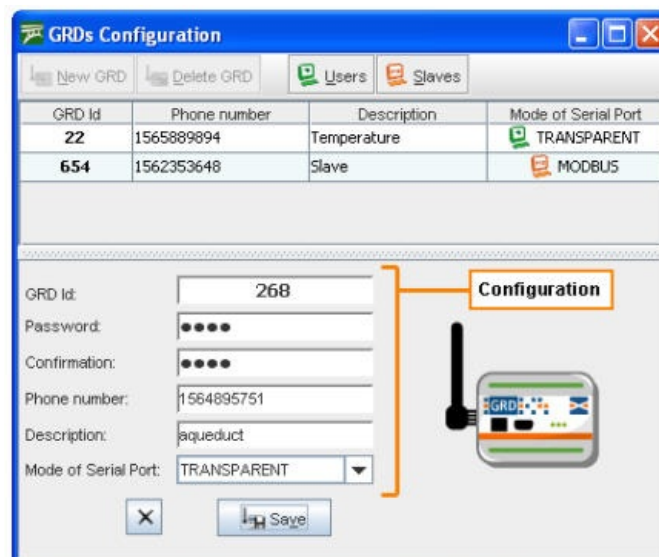 GRDs Configuration
New GRD Delete GRD Users Slaves
GRD Id Phone number Description Mode of Serial Port
22 1565889894 Temperature TRANSPARENT
654 1562353648 Slave MODBUS
GRD Id: 268
Configuration
Password: ●●●●
Confirmation: ●●●●
GRD
Phone number: 1564895751
Description: aqueduct
Mode of Serial Port: TRANSPARENT
Save